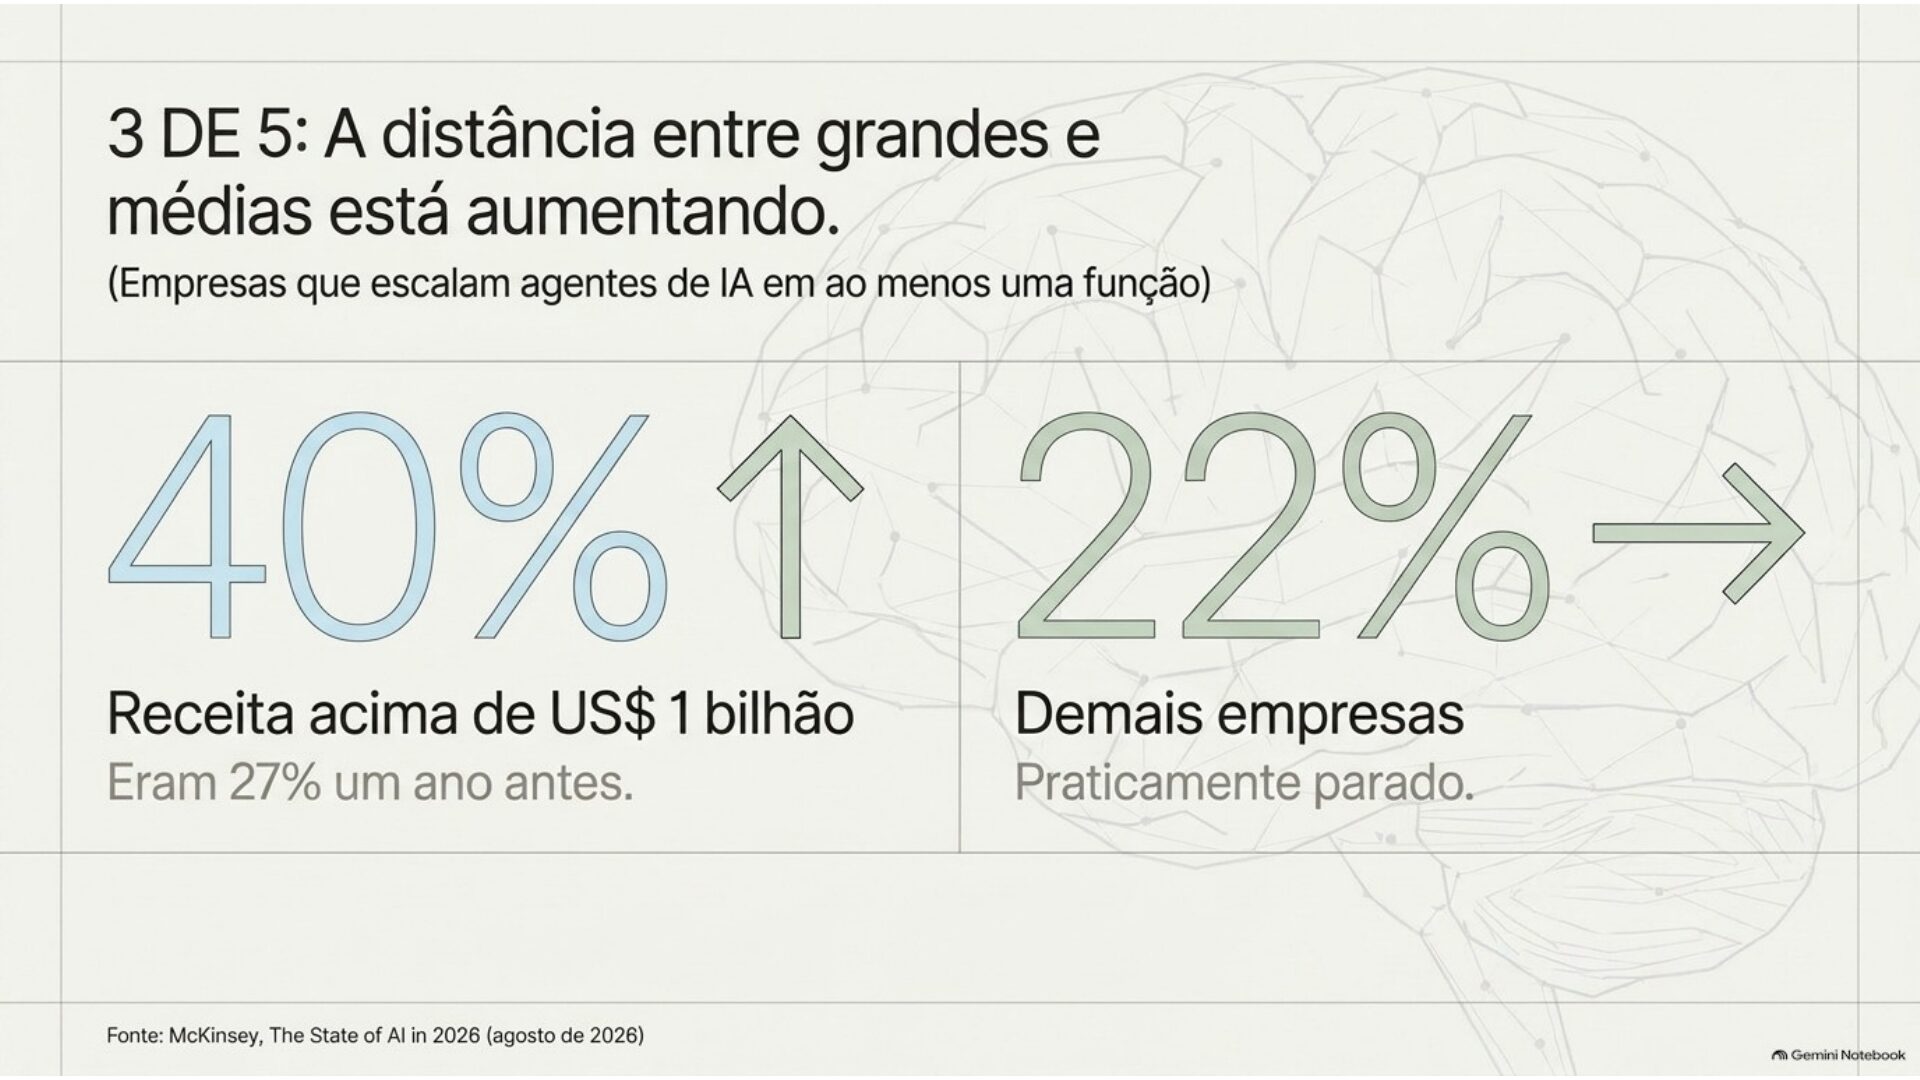 3 DE 5: A distância entre grandes e
médias está aumentando.
(Empresas que escalam agentes de IA em ao menos uma função)
40%
Receita acima de US$ 1 bilhão
Eram 27% um ano antes.
22%
Demais empresas
Praticamente parado.
Fonte: McKinsey, The State of AI in 2026 (agosto de 2026)
Gemini Notebook